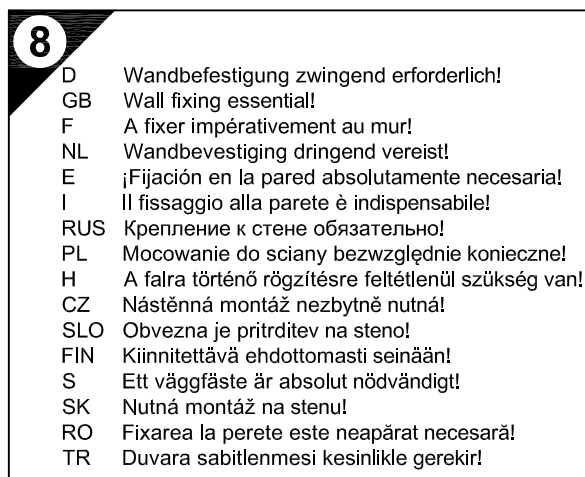 8
D Wandbefestigung zwingend erforderlich!
GB Wall fixing essential!
F A fixer impérativement au mur!
NL Wandbevestiging dringend vereist!
E ¡Fijación en la pared absolutamente necesaria!
I Il fissaggio alla parete è indispensabile!
RUS Крепление к стене обязательно!
PL Mocowanie do sciany bezwzględnie konieczne!
H A falra történő rögzítésre feltétlenül szükség van!
CZ Nástěnná montáž nezbytně nutná!
SLO Obvezna je pritrditev na steno!
FIN Kiinnitettävä ehdottomasti seinään!
S Ett väggfäste är absolut nödvändigt!
SK Nutná montáž na stenu!
RO Fixarea la perete este neapărat necesară!
TR Duvara sabitlenmesi kesinlikle gerekir!